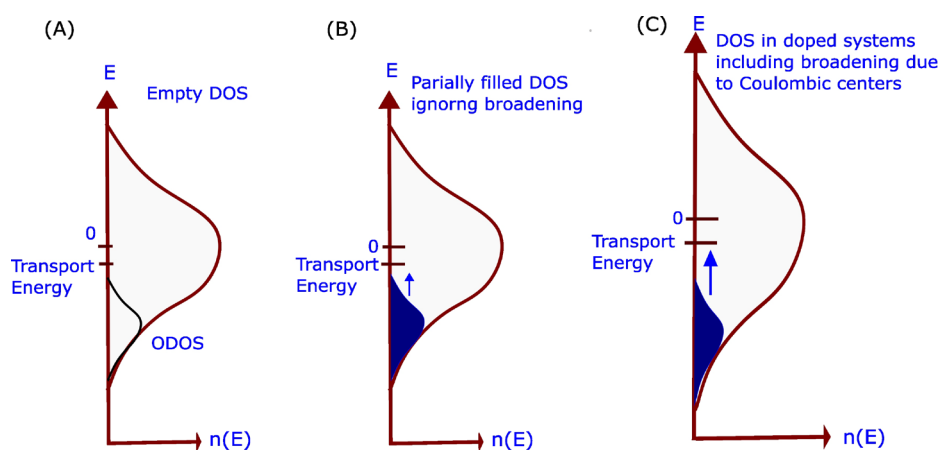 (A)
E
Empty DOS
0
Transport
Energy
ODOS
n(E)
(B)
E
Parially filled DOS
ignorng broadening
0
Transport
Energy
n(E)
(C)
E
DOS in doped systems
including broadening due
to Coulombic centers
0
Transport
Energy
n(E)